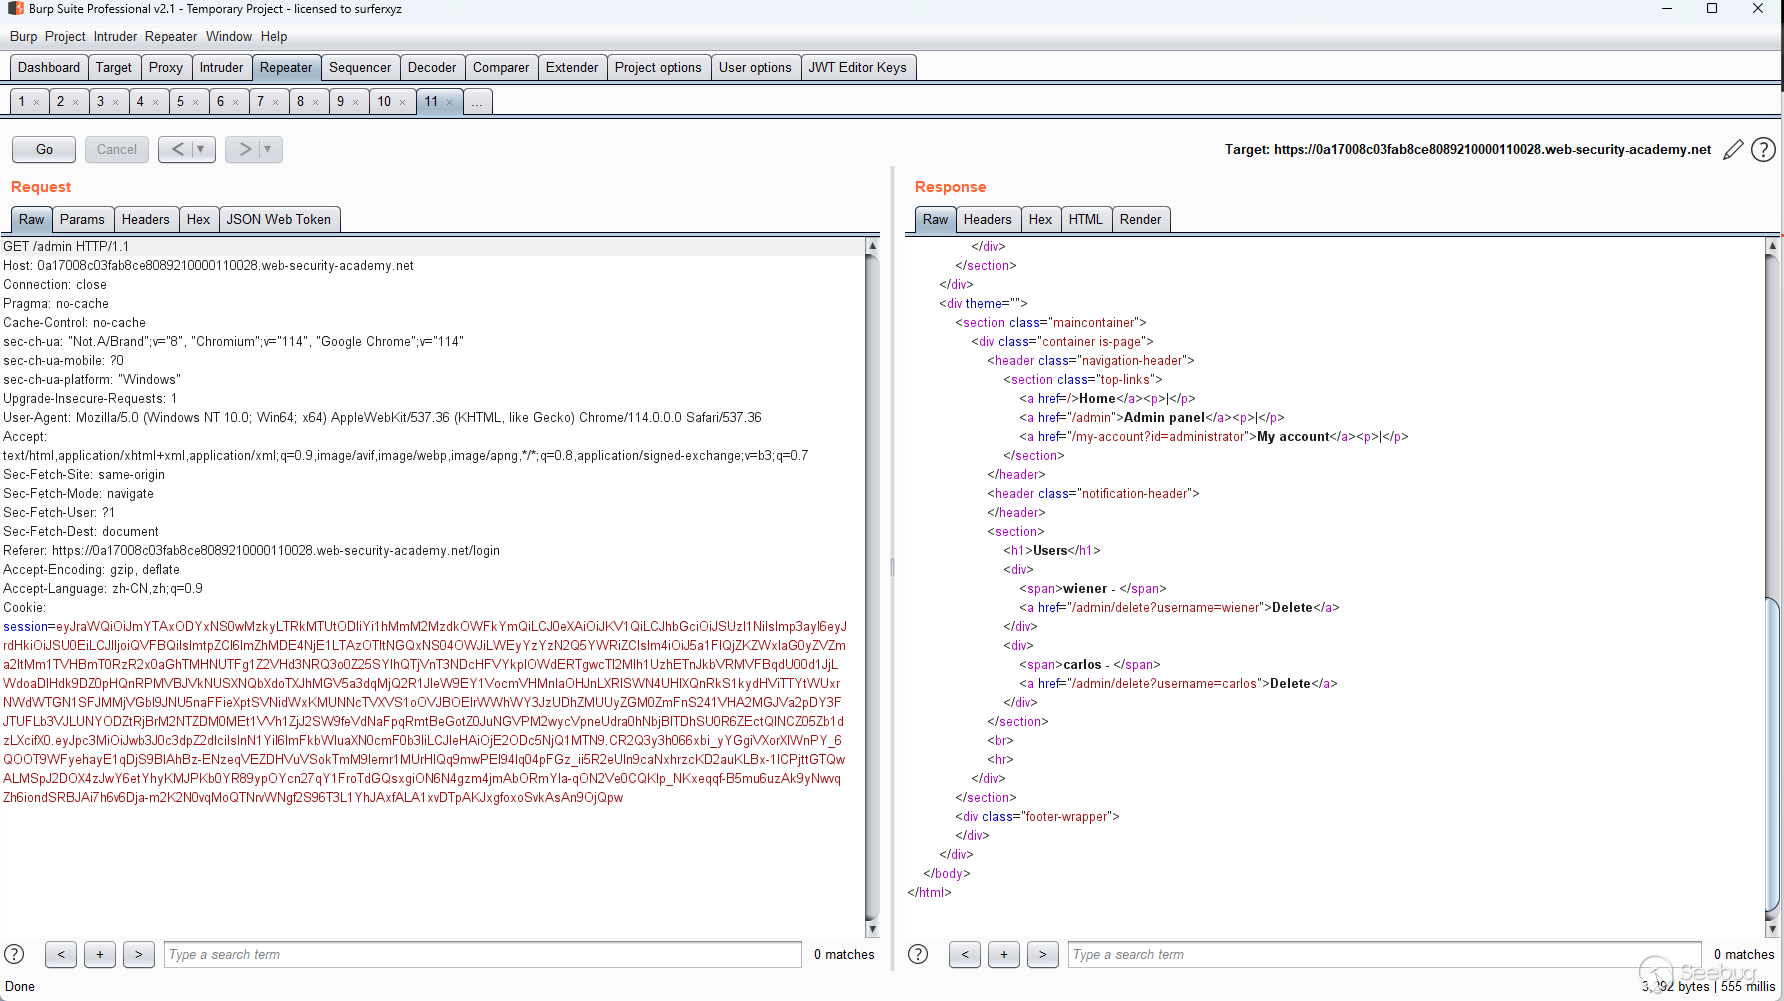 Burp Suite Professional v2.1 - Temporary Project - licensed to surferxyz
Burp Project Intruder Repeater Window Help
Dashboard Target Proxy Intruder Repeater Sequencer Decoder Comparer Extender Project options User options JWT Editor Keys
1 × 2 × 3 × 4 × 5 × 6 × 7 × 8 × 9 × 10 × 11 × ...
Go Cancel < > Target: https://0a17008c03fab8ce8089210000110028.web-security-academy.net ?
Request
Raw Params Headers Hex JSON Web Token
GET /admin HTTP/1.1
Host: 0a17008c03fab8ce8089210000110028.web-security-academy.net
Connection: close
Pragma: no-cache
Cache-Control: no-cache
sec-ch-ua: "Not.A/Brand";v="8", "Chromium";v="114", "Google Chrome";v="114"
sec-ch-ua-mobile: ?0
sec-ch-ua-platform: "Windows"
Upgrade-Insecure-Requests: 1
User-Agent: Mozilla/5.0 (Windows NT 10.0; Win64; x64) AppleWebKit/537.36 (KHTML, like Gecko) Chrome/114.0.0.0 Safari/537.36
Accept:
text/html,application/xhtml+xml,application/xml;q=0.9,image/avif,image/webp,image/apng,*/*;q=0.8,application/signed-exchange;v=b3;q=0.7
Sec-Fetch-Site: same-origin
Sec-Fetch-Mode: navigate
Sec-Fetch-User: ?1
Sec-Fetch-Dest: document
Referer: https://0a17008c03fab8ce8089210000110028.web-security-academy.net/login
Accept-Encoding: gzip, deflate
Accept-Language: zh-CN,zh;q=0.9
Cookie:
? < + > Type a search term 0 matches
Response
Raw Headers Hex HTML Render
</div>
</section>
</div>
<div theme="">
<section class="maincontainer">
<div class="container is-page">
<header class="navigation-header">
<section class="top-links">
<a href=/>Home</a><p>|</p>
<a href="/admin">Admin panel</a><p>|</p>
<a href="/my-account?id=administrator">My account</a><p>|</p>
</section>
</header>
<header class="notification-header">
</header>
<section>
<h1>Users</h1>
<div>
<span>wiener - </span>
<a href="/admin/delete?username=wiener">Delete</a>
</div>
<div>
<span>carlos - </span>
<a href="/admin/delete?username=carlos">Delete</a>
</div>
</section>
<br>
<hr>
</div>
</section>
<div class="footer-wrapper">
</div>
</div>
</body>
</html>
? < + > Type a search term 0 matches
Seebug
Done 3,292 bytes | 555 millis